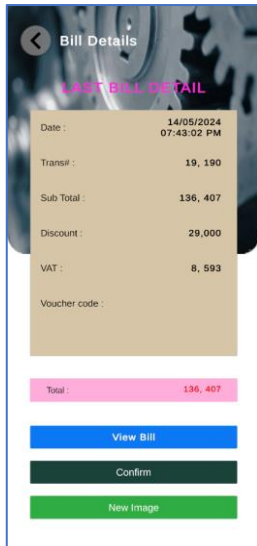 Bill Details
LAST BILL DETAIL
Date : 14/05/2024
07:43:02 PM
Trans# : 19, 190
Sub Total : 136, 407
Discount : 29,000
VAT : 8, 593
Voucher code :
Total : 136, 407
View Bill
Confirm
New Image